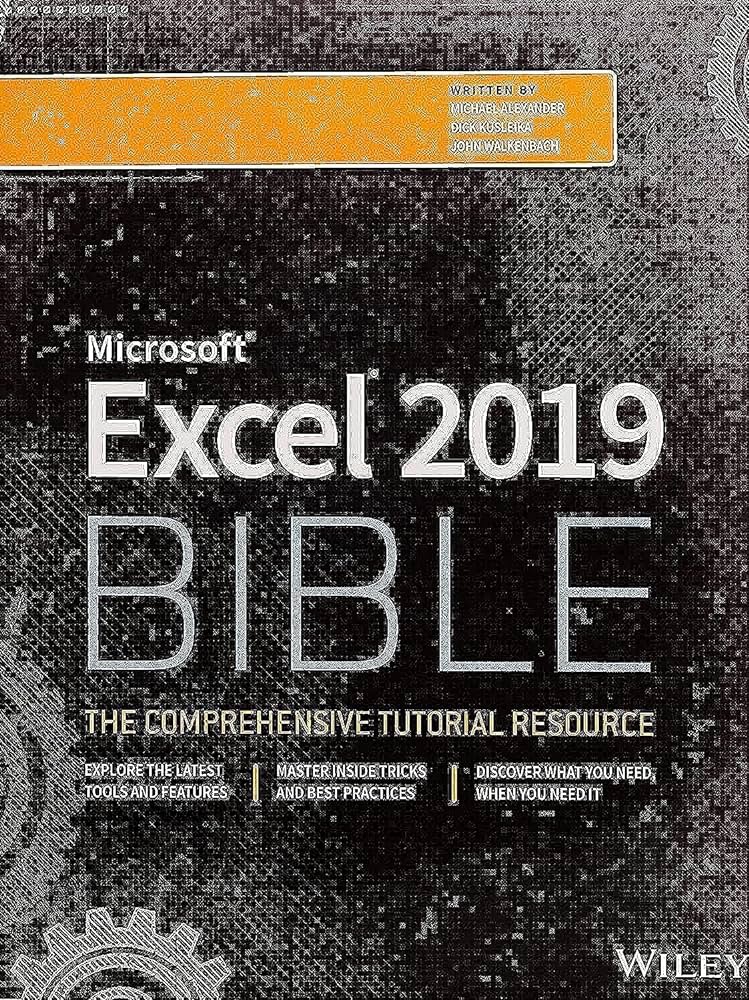 WRITTEN BY
MICHAEL ALEXANDER
DICK KUSLEIKA
JOHN WALKENBACH
Microsoft®
Excel® 2019
BIBLE
THE COMPREHENSIVE TUTORIAL RESOURCE
EXPLORE THE LATEST
TOOLS AND FEATURES
MASTER INSIDE TRICKS
AND BEST PRACTICES
DISCOVER WHAT YOU NEED,
WHEN YOU NEED IT
WILEY